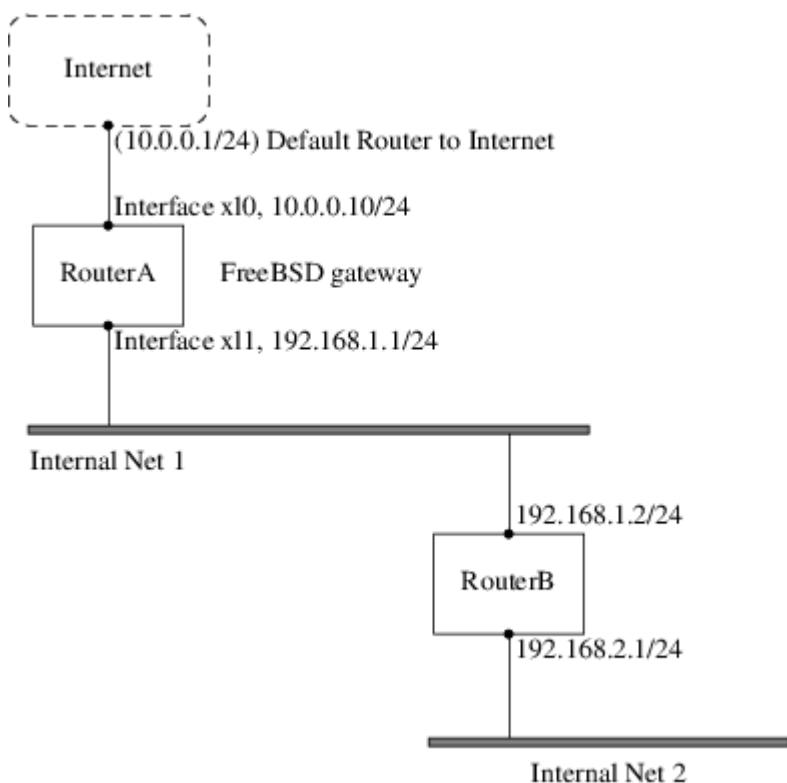 Internet
(10.0.0.1/24) Default Router to Internet
Interface xl0, 10.0.0.10/24
RouterA
FreeBSD gateway
Interface xl1, 192.168.1.1/24
Internal Net 1
192.168.1.2/24
RouterB
192.168.2.1/24
Internal Net 2